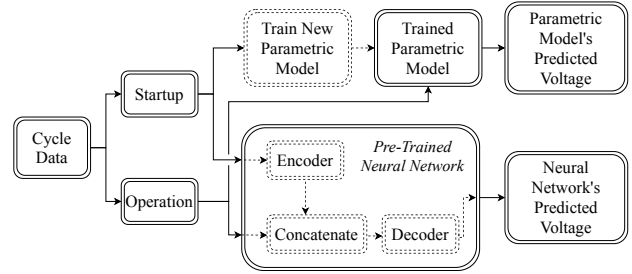 Train New
Parametric
Model
Trained
Parametric
Model
Parametric
Model's
Predicted
Voltage
Startup
Cycle
Data
Operation
Pre-Trained
Neural Network
Encoder
Concatenate
Decoder
Neural
Network's
Predicted
Voltage